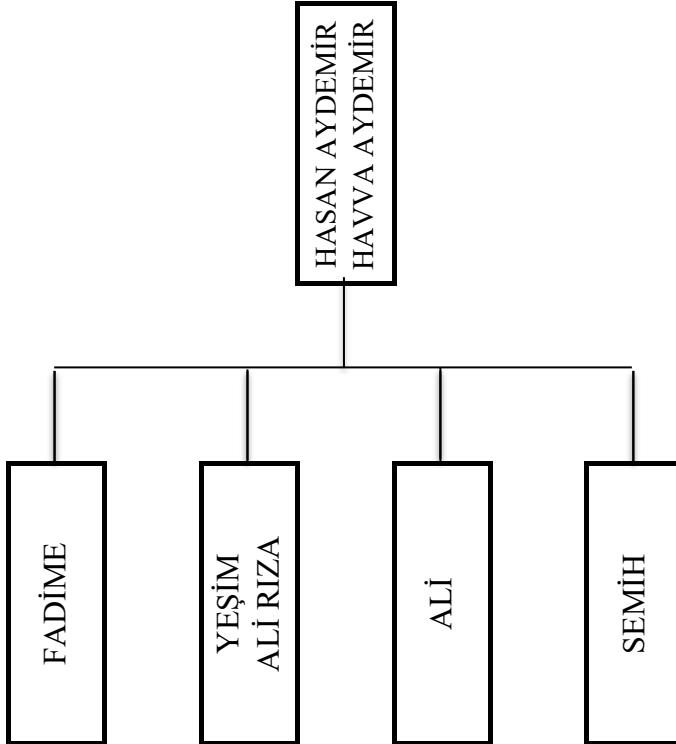 HASAN AYDEMİR
HAVVA AYDEMİR
FADİME
YEŞİM
ALİ RIZA
ALİ
SEMİH